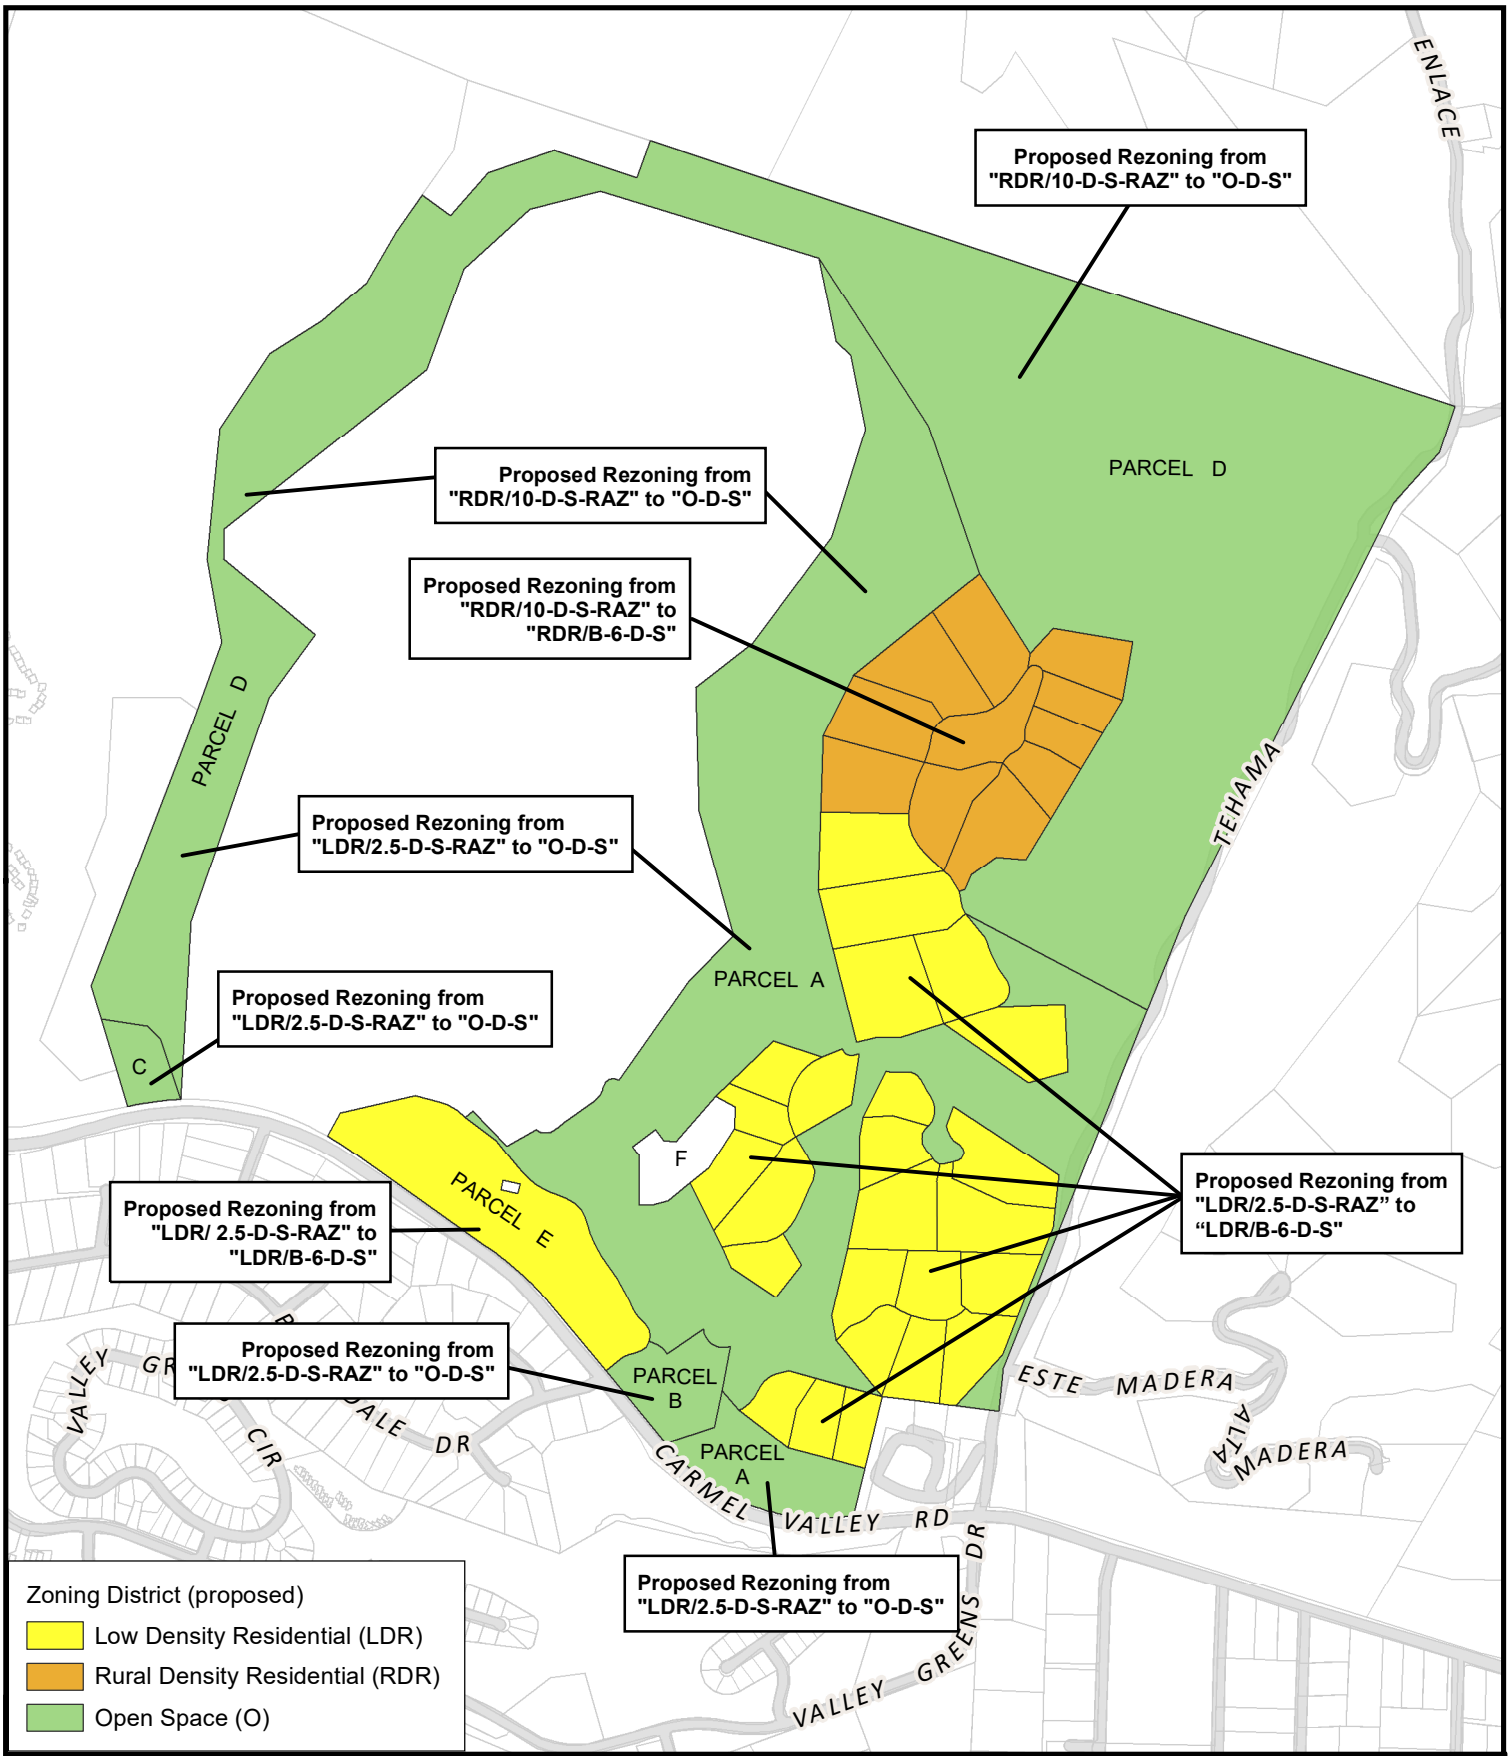 ENLACE
Proposed Rezoning from
"RDR/10-D-S-RAZ" to "O-D-S"
PARCEL D
Proposed Rezoning from
"RDR/10-D-S-RAZ" to "O-D-S"
Proposed Rezoning from
"RDR/10-D-S-RAZ" to
"RDR/B-6-D-S"
PARCEL D
TEHAMA
Proposed Rezoning from
"LDR/2.5-D-S-RAZ" to "O-D-S"
PARCEL A
Proposed Rezoning from
"LDR/2.5-D-S-RAZ" to "O-D-S"
C
F
Proposed Rezoning from
"LDR/2.5-D-S-RAZ” to
“LDR/B-6-D-S"
PARCEL E
Proposed Rezoning from
"LDR/ 2.5-D-S-RAZ" to
"LDR/B-6-D-S"
Proposed Rezoning from
"LDR/2.5-D-S-RAZ" to "O-D-S"
PARCEL
B
PARCEL
A
VALLEY
CIR
DALE DR
ESTE MADERA
ALTA
MADERA
CARMEL VALLEY RD
VALLEY GREENS DR
Proposed Rezoning from
"LDR/2.5-D-S-RAZ" to "O-D-S"
Zoning District (proposed)
Low Density Residential (LDR)
Rural Density Residential (RDR)
Open Space (O)